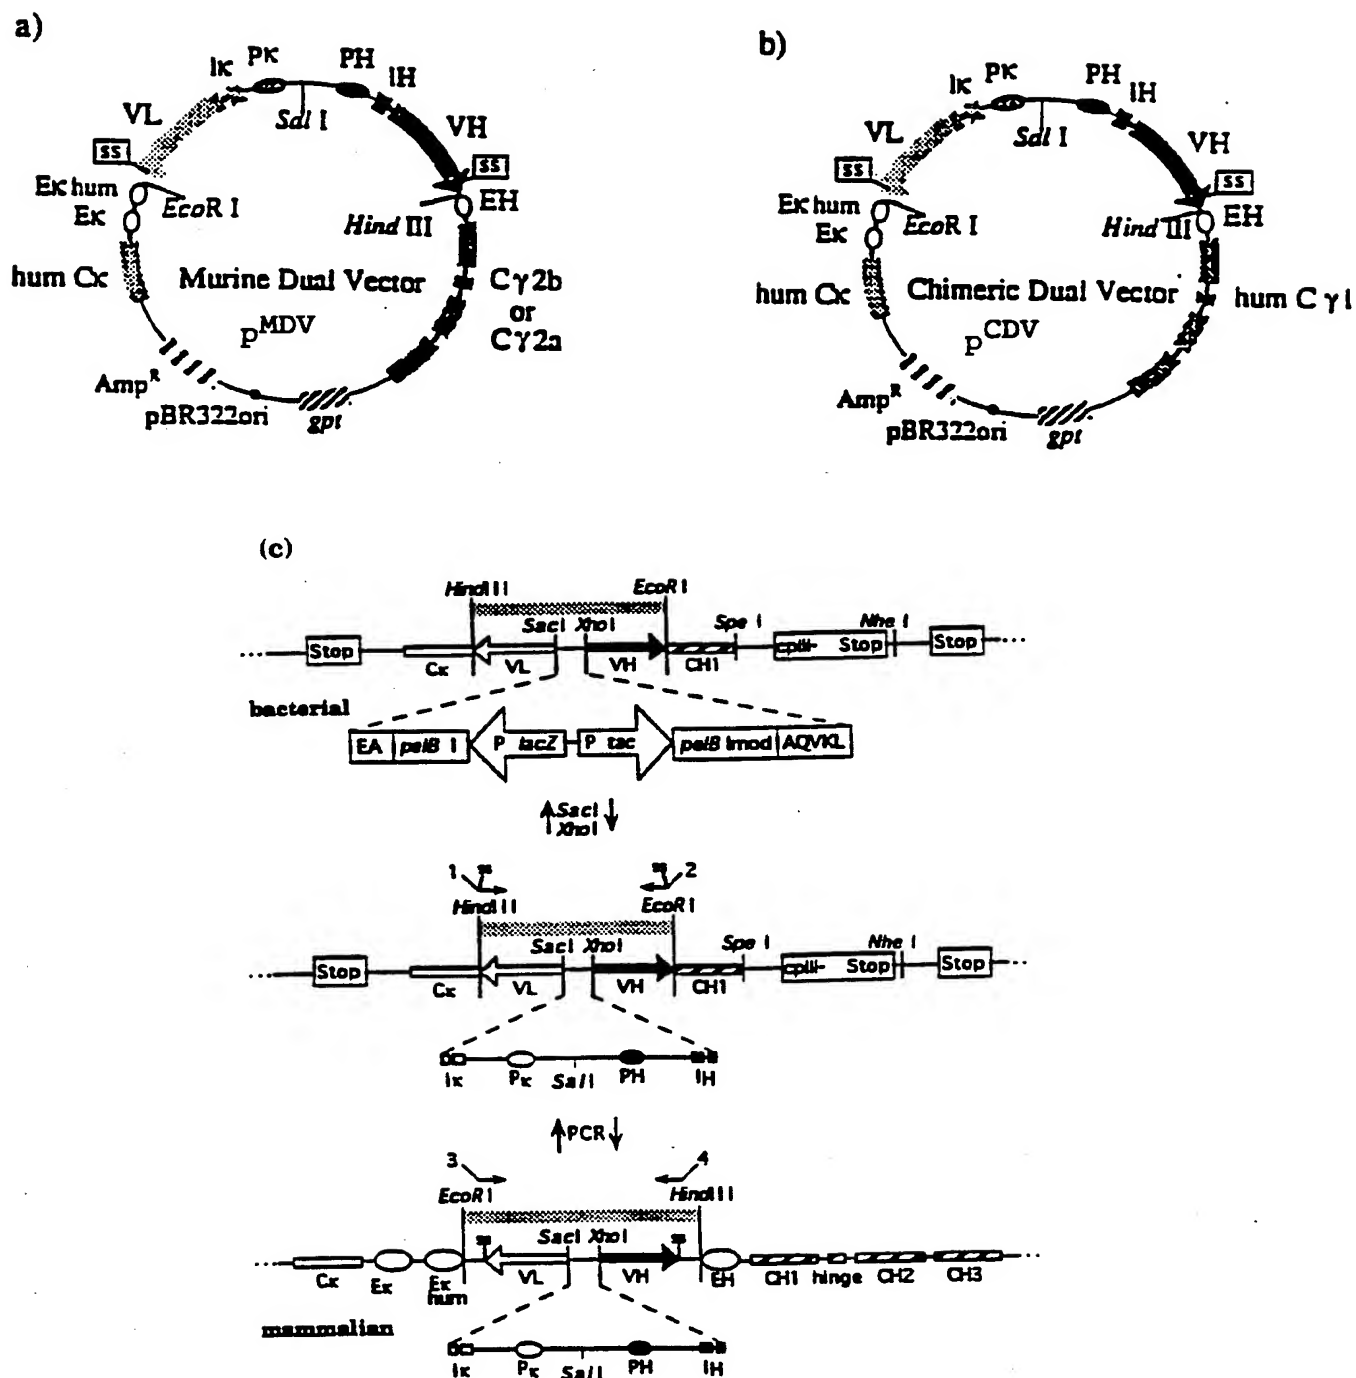 a)
Iκ Pκ PH IH
VL Sal I VH
ss ss
Eκ hum EcoR I EH
Eκ Hind III
hum Cκ Murine Dual Vector Cγ2b
or
pMDV Cγ2a
AmpR
pBR322ori gpt
b)
Iκ Pκ PH IH
VL Sal I VH
ss ss
Eκ hum EcoR I Hind III EH
Eκ
hum Cκ Chimeric Dual Vector hum C γ1
pCDV
AmpR
pBR322ori gpt
(c)
HindIII EcoRI
SacI XhoI Spe I Nhe I
Stop cpIII- Stop Stop
Cκ VL VH CH1
bacterial
EA pelB l P lacZ P tac pelB lmod AQVKL
SacI
XhoI
1 ss ss 2
HindIII EcoRI
SacI XhoI Spe I Nhe I
Stop cpIII- Stop Stop
Cκ VL VH CH1
Iκ Pκ SalI PH IH
PCR
3 4
EcoRI HindIII
SacI XhoI
ss ss
Cκ Eκ Eκ hum VL VH EH CH1 hinge CH2 CH3
mammalian
Iκ Pκ SalI PH IH